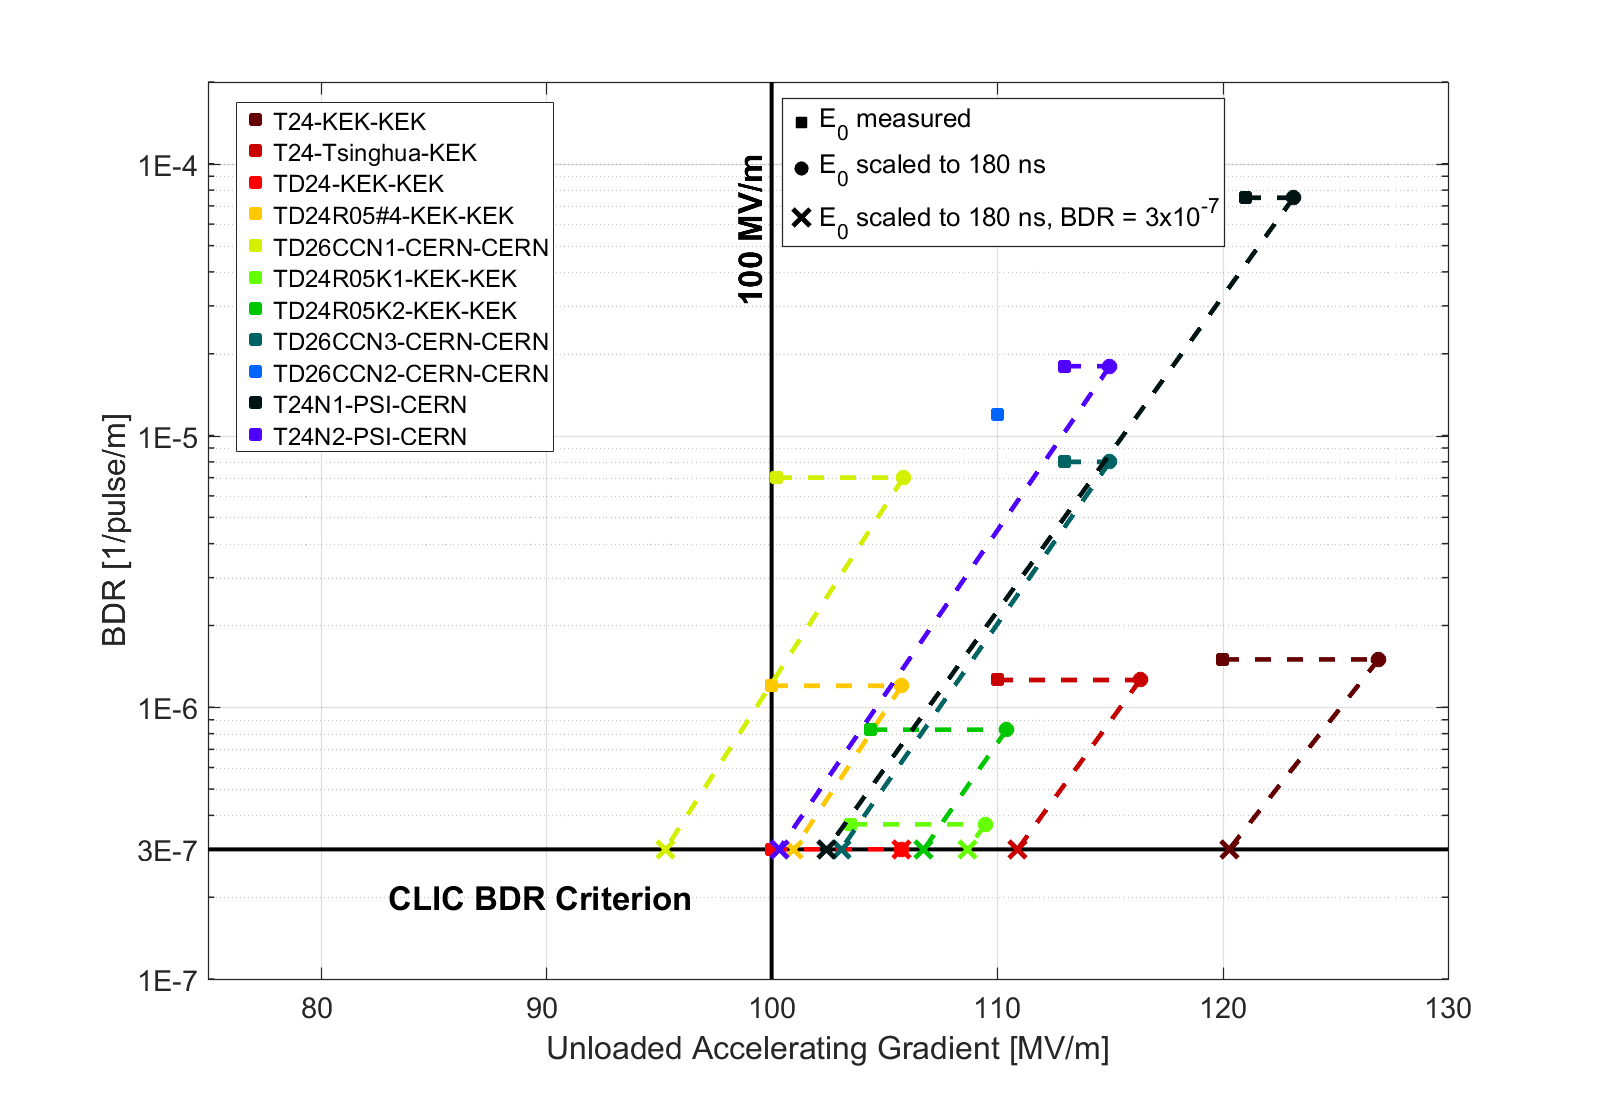 T24-KEK-KEK
T24-Tsinghua-KEK
TD24-KEK-KEK
TD24R05#4-KEK-KEK
TD26CCN1-CERN-CERN
TD24R05K1-KEK-KEK
TD24R05K2-KEK-KEK
TD26CCN3-CERN-CERN
TD26CCN2-CERN-CERN
T24N1-PSI-CERN
T24N2-PSI-CERN
E0 measured
E0 scaled to 180 ns
E0 scaled to 180 ns, BDR = 3x10-7
100 MV/m
1E-4
1E-5
1E-6
3E-7
1E-7
BDR [1/pulse/m]
CLIC BDR Criterion
80 90 100 110 120 130
Unloaded Accelerating Gradient [MV/m]